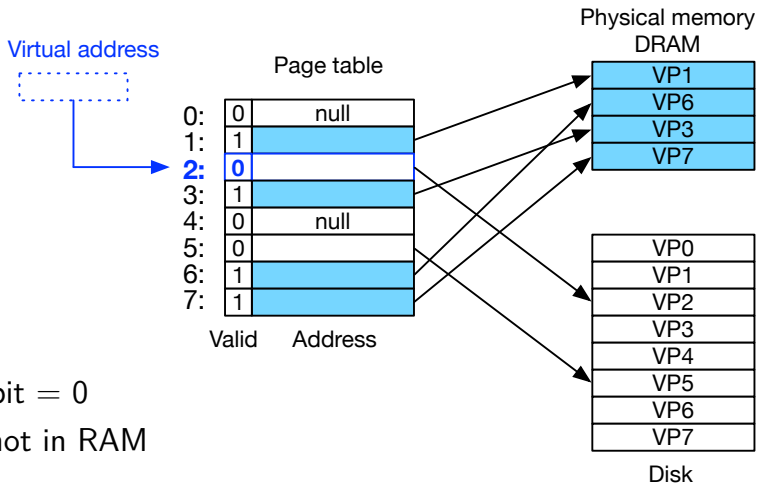 Physical memory
DRAM
Virtual address
Page table
VP1
VP6
VP3
VP7
0: 0 null
1: 1
2: 0
3: 1
4: 0 null
5: 0
6: 1
7: 1
Valid Address
VP0
VP1
VP2
VP3
VP4
VP5
VP6
VP7
Disk
bit = 0
not in RAM